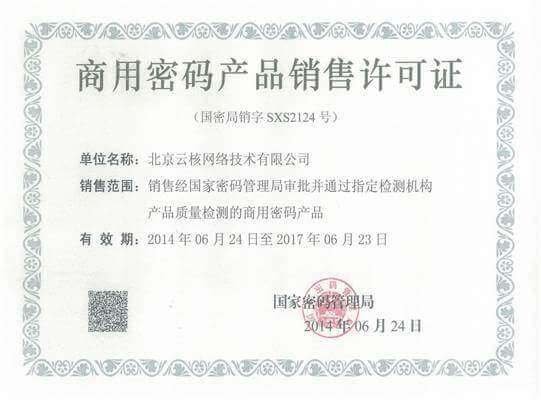 商用密码产品销售许可证
（国密局销字 SXS2124 号）
单位名称：北京云核网络技术有限公司
销售范围：销售经国家密码管理局审批并通过指定检测机构
产品质量检测的商用密码产品
有 效 期：2014 年 06 月 24 日至 2017 年 06 月 23 日
国家密码管理局
2014 年 06 月 24 日